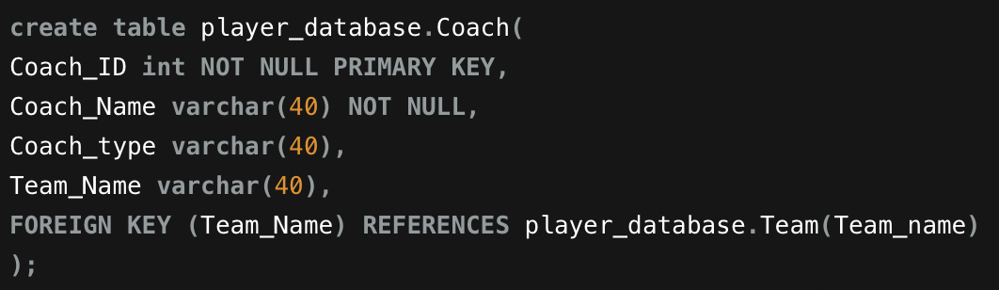 create table player_database.Coach(
Coach_ID int NOT NULL PRIMARY KEY,
Coach_Name varchar(40) NOT NULL,
Coach_type varchar(40),
Team_Name varchar(40),
FOREIGN KEY (Team_Name) REFERENCES player_database.Team(Team_name)
);